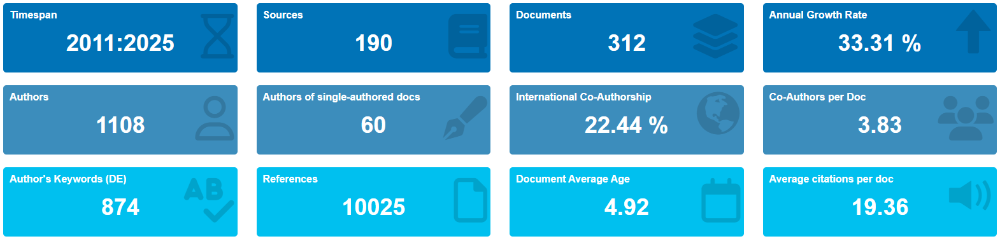 Timespan
2011:2025
Sources
190
Documents
312
Annual Growth Rate
33.31 %
Authors
1108
Authors of single-authored docs
60
International Co-Authorship
22.44 %
Co-Authors per Doc
3.83
Author's Keywords (DE)
874
AB
References
10025
Document Average Age
4.92
Average citations per doc
19.36